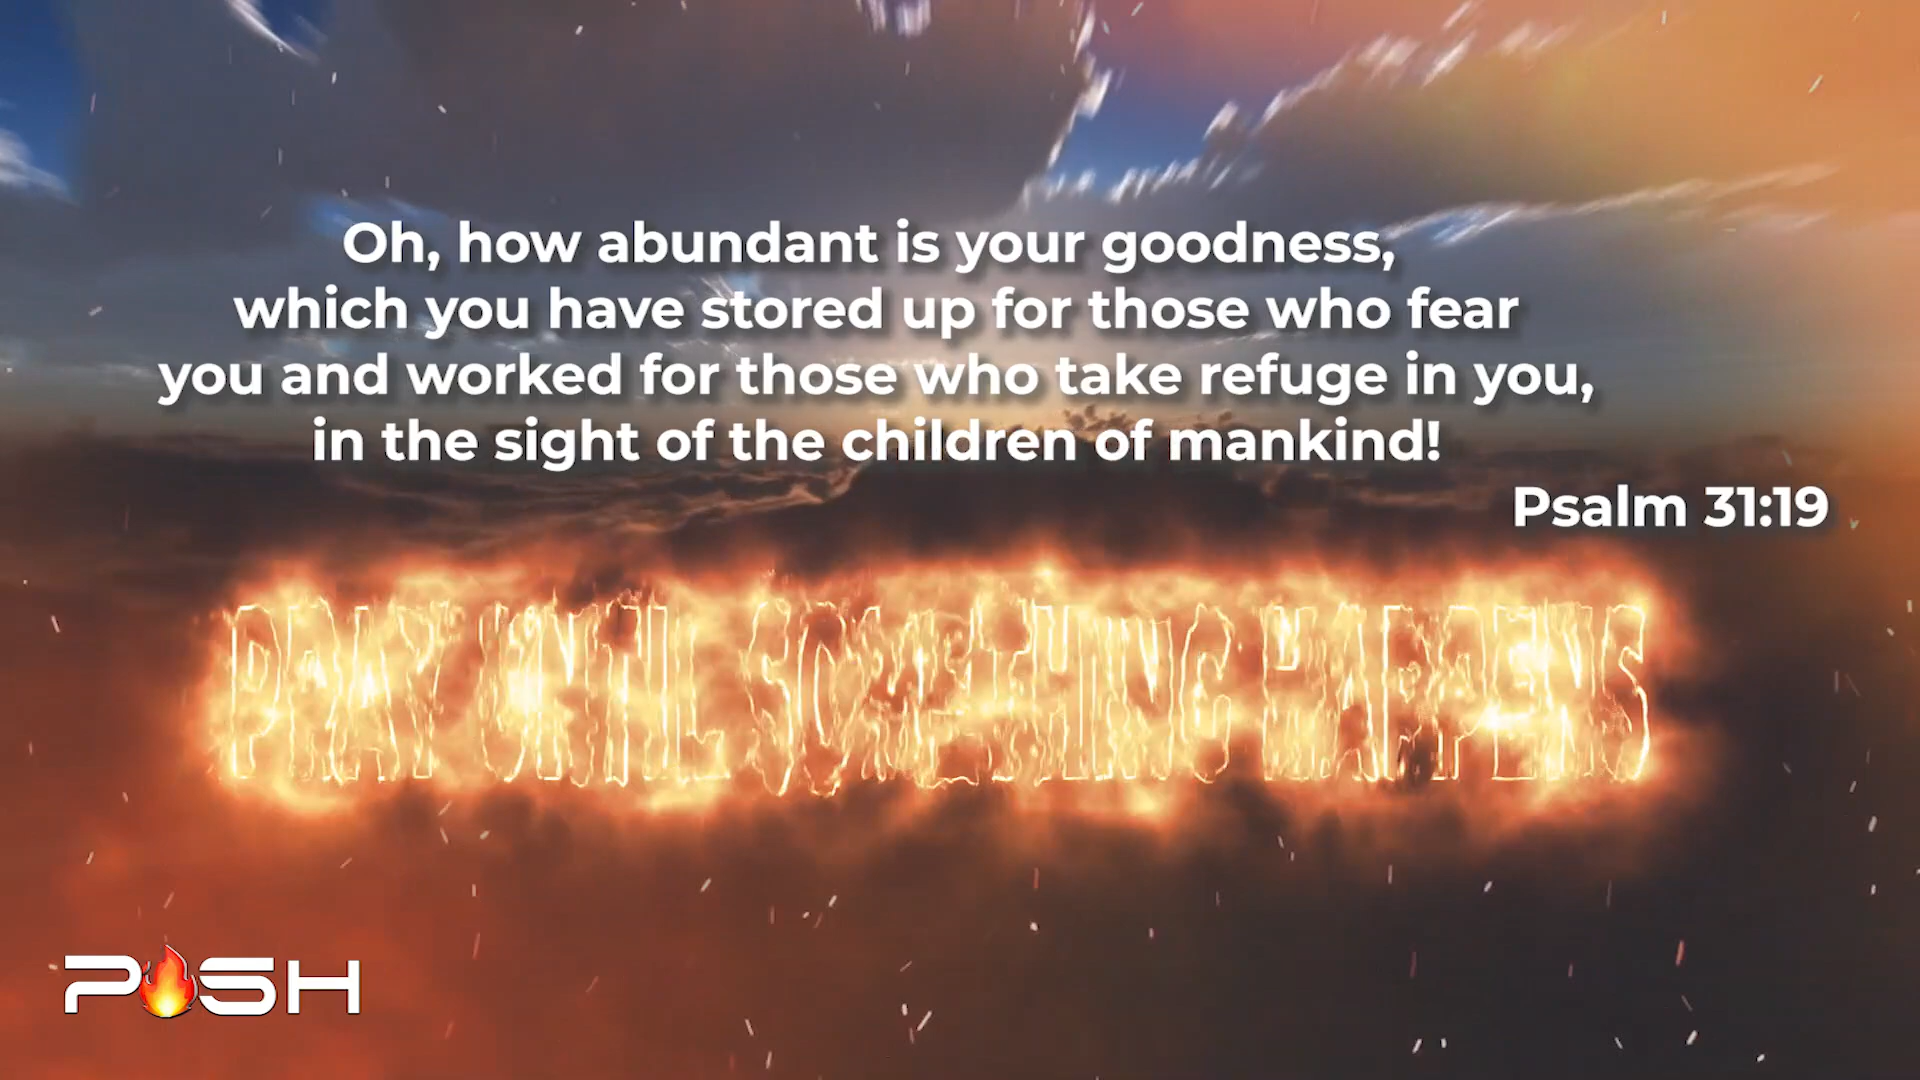 Oh, how abundant is your goodness,
which you have stored up for those who fear
you and worked for those who take refuge in you,
in the sight of the children of mankind!
Psalm 31:19
PRAY UNTIL SOMETHING HAPPENS
PUSH